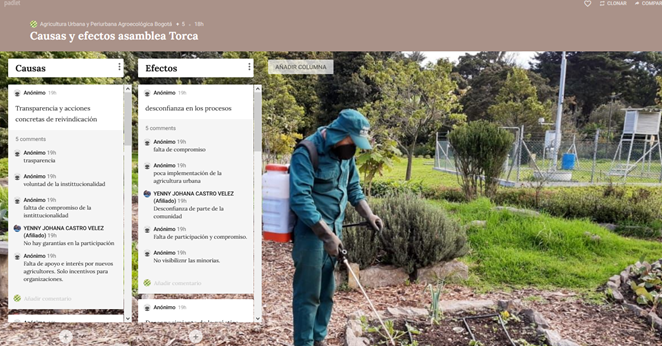 padlet
CLONAR
COMPAR
Agricultura Urbana y Periurbana Agroecológica Bogotá • 5 • 18h
Causas y efectos asamblea Torca
Causas
Anónimo 19h
Transparencia y acciones
concretas de reivindicación
5 comments
Anónimo 19h
trasparencia
Anónimo 19h
voluntad de la instituicionalidad
Anónimo 19h
faltta de compromiso de la
isntitucionalidad
YENNY JOHANA CASTRO VELEZ
(Afiliado) 19h
No hay garantías en la participación
Anónimo 19h
Falta de apoyo e interés por nuevos
agricultores. Solo incentivos para
organizaciones.
Añadir comentario
Efectos
Anónimo 19h
desconfianza en los procesos
5 comments
Anónimo 19h
falta de compromiso
Anónimo 19h
poca implementación de la
agricultura urbana
YENNY JOHANA CASTRO VELEZ
(Afiliado) 19h
Desconfianza de parte de la
comunidad
Anónimo 19h
Falta de participación y compromiso.
Anónimo 19h
No visibilizar las minorías.
Añadir comentario
Anónimo 19h
AÑADIR COLUMNA